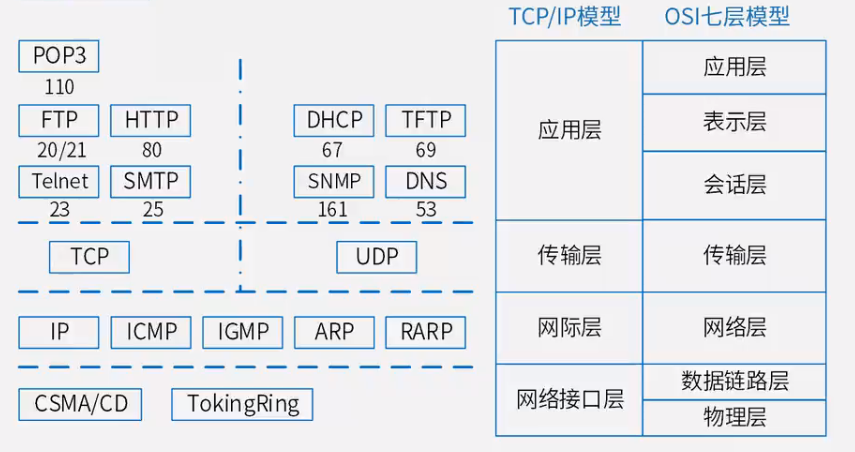 TCP/IP模型 OSI七层模型
POP3
110
FTP HTTP DHCP TFTP
20/21 80 67 69
Telnet SMTP SNMP DNS
23 25 161 53
TCP UDP
IP ICMP IGMP ARP RARP
CSMA/CD TokingRing
应用层
传输层
网际层
网络接口层
应用层
表示层
会话层
传输层
网络层
数据链路层
物理层